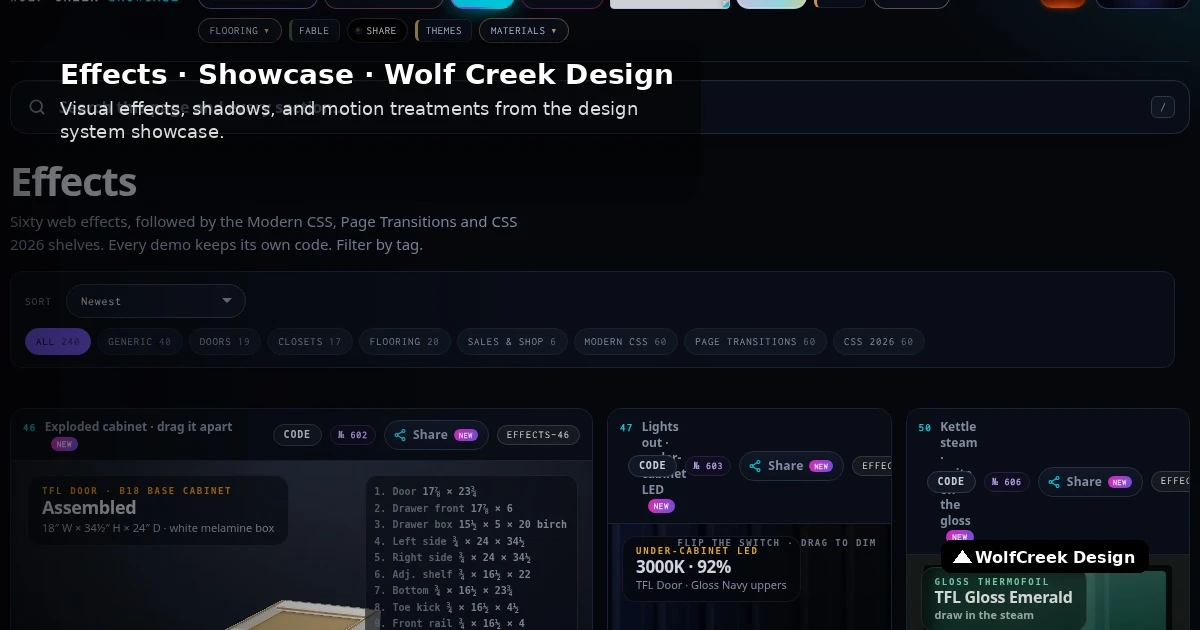 FLOORING ▾
FABLE
SHARE
THEMES
MATERIALS ▾
Effects · Showcase · Wolf Creek Design
Visual effects, shadows, and motion treatments from the design
system showcase.
/
Effects
Sixty web effects, followed by the Modern CSS, Page Transitions and CSS
2026 shelves. Every demo keeps its own code. Filter by tag.
SORT Newest
ALL 240 GENERIC 40 DOORS 19 CLOSETS 17 FLOORING 20 SALES & SHOP 6 MODERN CSS 60 PAGE TRANSITIONS 60 CSS 2026 60
46 Exploded cabinet · drag it apart
NEW
CODE № 602 Share NEW EFFECTS-46
TFL DOOR · B18 BASE CABINET
Assembled
18″ W × 34½″ H × 24″ D · white melamine box
1. Door 17⅞ × 23¾
2. Drawer front 17⅞ × 6
3. Drawer box 15½ × 5 × 20 birch
4. Left side ¾ × 24 × 34½
5. Right side ¾ × 24 × 34½
6. Adj. shelf ¾ × 16½ × 22
7. Bottom ¾ × 16½ × 23¾
8. Toe kick ¾ × 16½ × 4½
9. Front rail ¾ × 16½ × 4
47 Lights
out ·
LED
NEW
CODE № 603 Share NEW
FLIP THE SWITCH · DRAG TO DIM
UNDER-CABINET LED
3000K · 92%
TFL Door · Gloss Navy uppers
50 Kettle
steam
·
the
gloss
NEW
CODE № 606 Share NEW
WolfCreek Design
GLOSS THERMOFOIL
TFL Gloss Emerald
draw in the steam